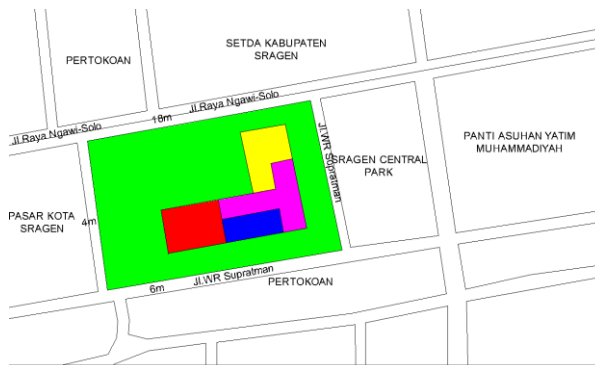 SETDA KABUPATEN
SRAGEN
PERTOKOAN
Jl.Raya Ngawi-Solo
18m
Jl.Raya Ngawi-Solo
Jl.WR Supratman
PANTI ASUHAN YATIM
MUHAMMADIYAH
SRAGEN CENTRAL
PARK
PASAR KOTA
SRAGEN
4m
Jl.WR Supratman
6m
PERTOKOAN